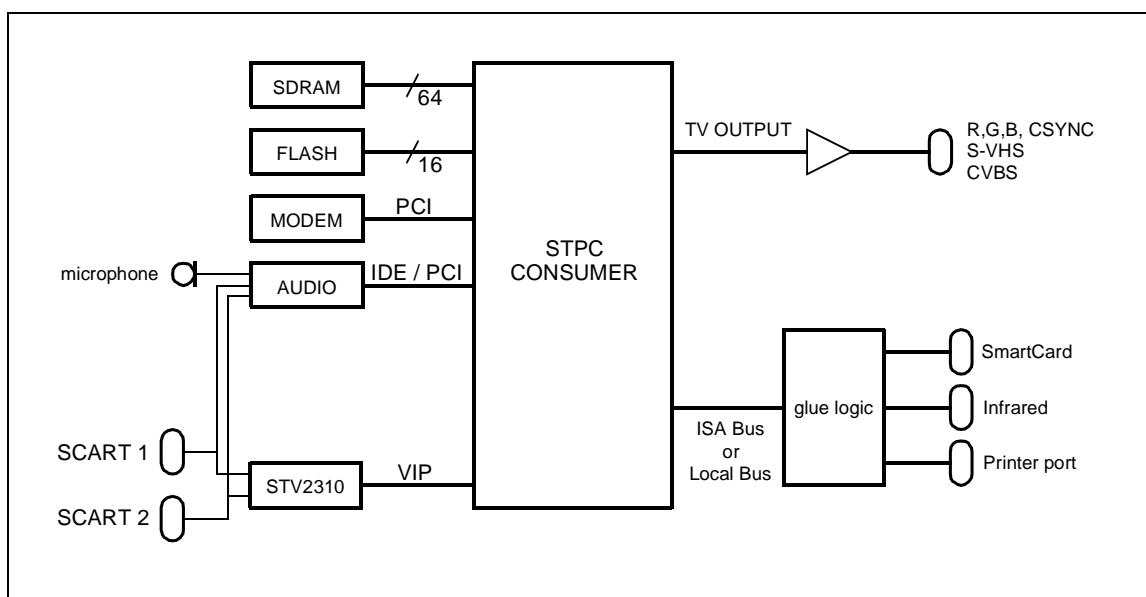 SDRAM
64
FLASH
16
MODEM
PCI
microphone
AUDIO
IDE / PCI
SCART 1
SCART 2
STV2310
VIP
STPC
CONSUMER
TV OUTPUT
R,G,B, CSYNC
S-VHS
CVBS
ISA Bus
or
Local Bus
glue logic
SmartCard
Infrared
Printer port